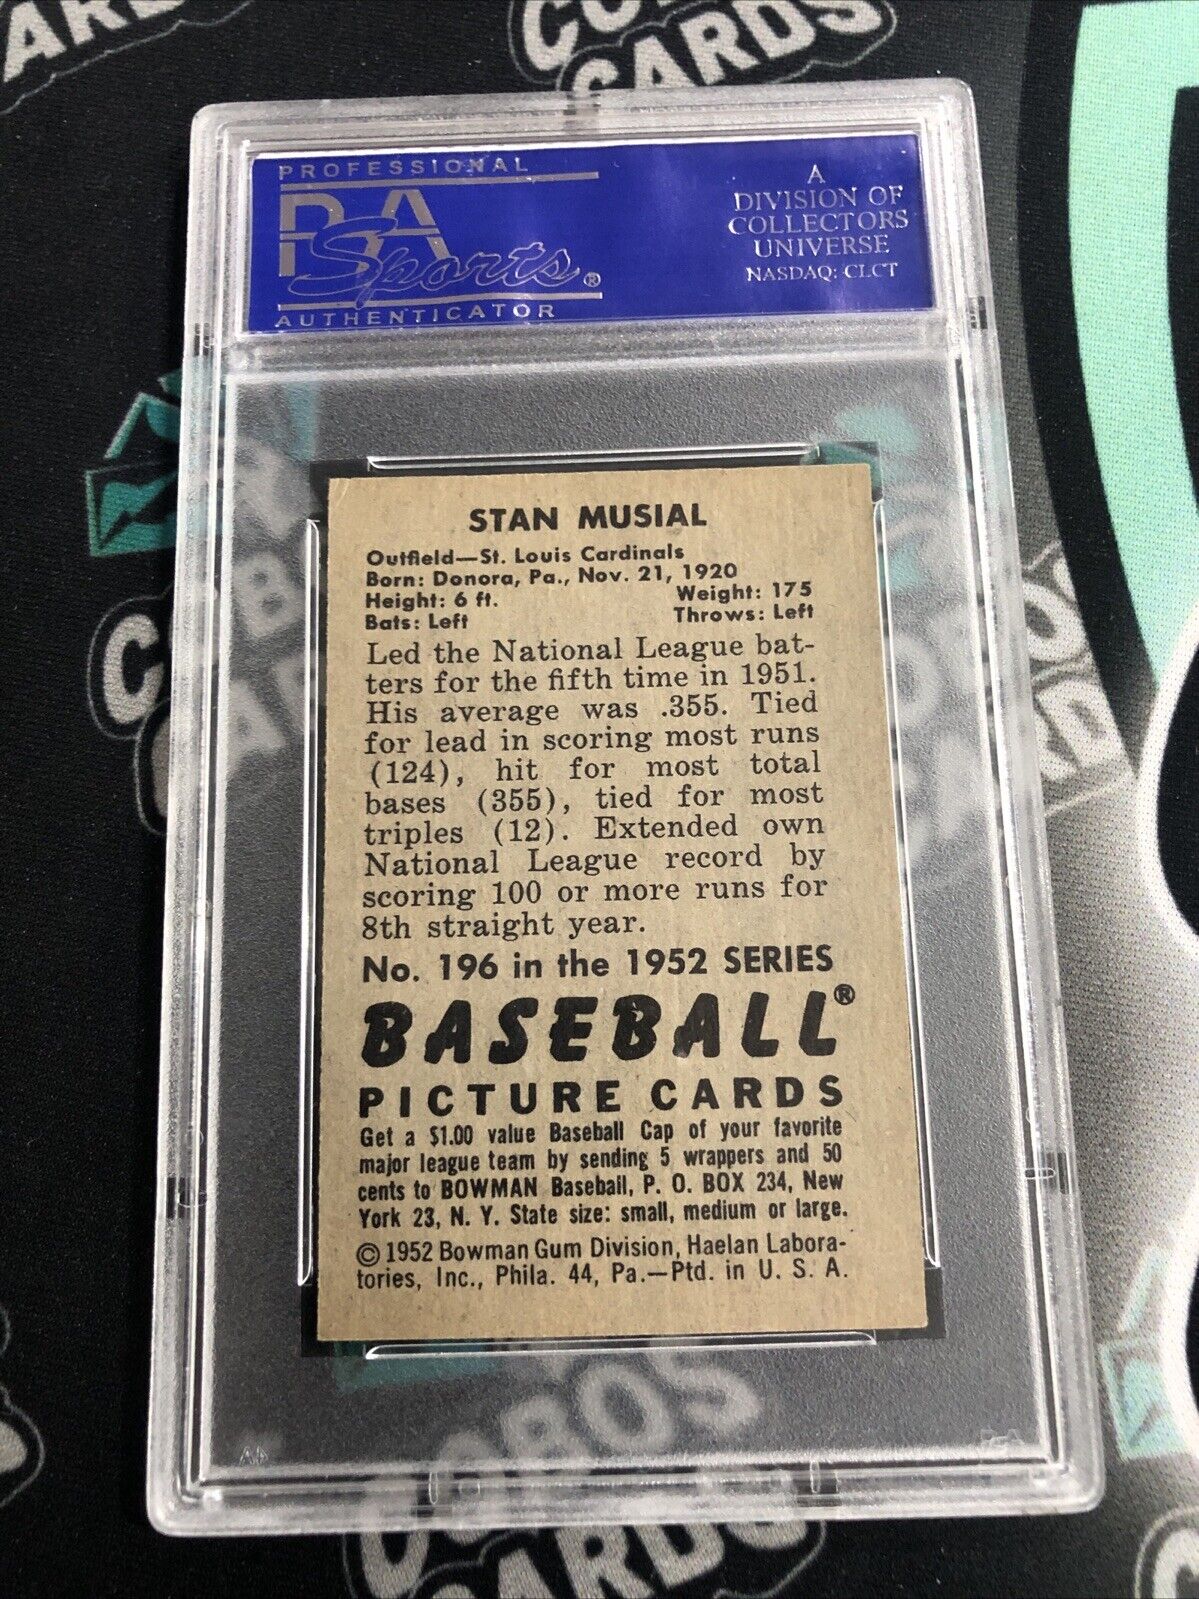 CARDS
CARDS
PROFESSIONAL
PSA
Sports®
AUTHENTICATOR
A
DIVISION OF
COLLECTORS
UNIVERSE
NASDAQ: CLCT
STAN MUSIAL
Outfield—St. Louis Cardinals
Born: Donora, Pa., Nov. 21, 1920
Height: 6 ft. Weight: 175
Bats: Left Throws: Left
Led the National League bat-
ters for the fifth time in 1951.
His average was .355. Tied
for lead in scoring most runs
(124), hit for most total
bases (355), tied for most
triples (12). Extended own
National League record by
scoring 100 or more runs for
8th straight year.
No. 196 in the 1952 SERIES
BASEBALL®
PICTURE CARDS
Get a $1.00 value Baseball Cap of your favorite
major league team by sending 5 wrappers and 50
cents to BOWMAN Baseball, P. O. BOX 234, New
York 23, N. Y. State size: small, medium or large.
© 1952 Bowman Gum Division, Haelan Labora-
tories, Inc., Phila. 44, Pa.—Ptd. in U. S. A.
CARDS